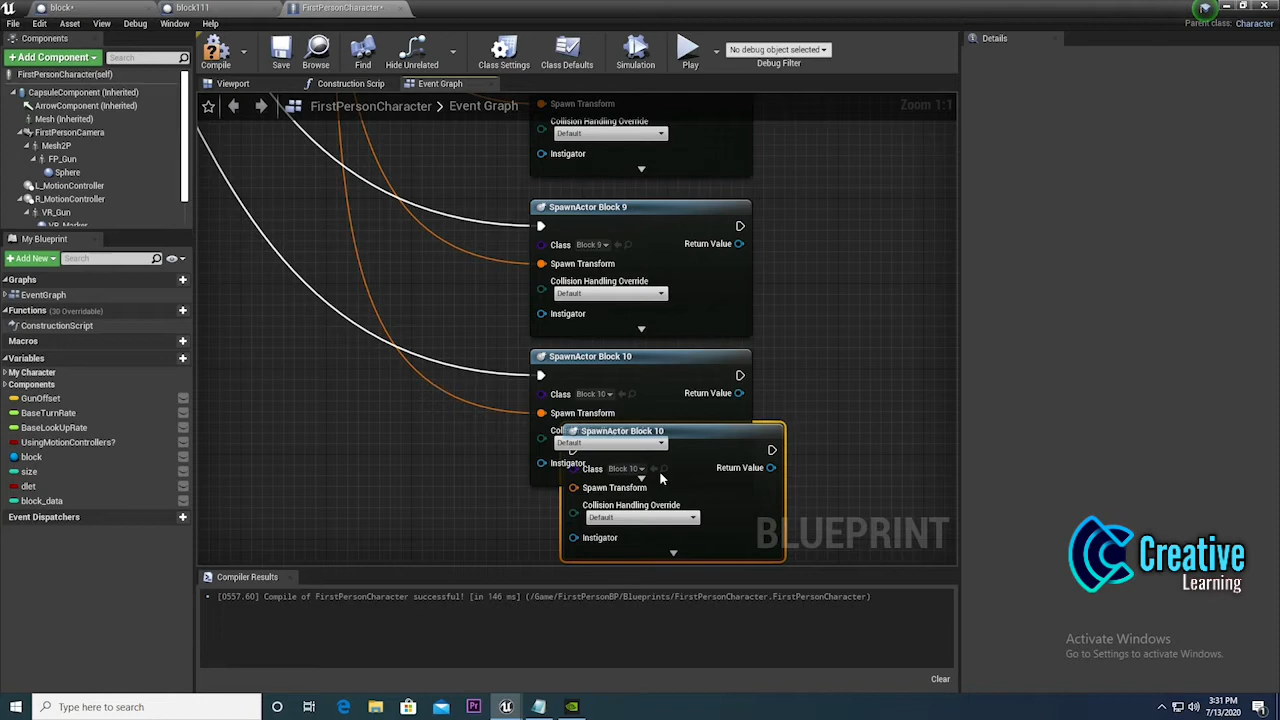 block*
block111
FirstPersonCharacter*
File Edit Asset View Debug Window Help
Parent class: Character
Components
+Add Component
Search
FirstPersonCharacter(self)
CapsuleComponent (Inherited)
ArrowComponent (Inherited)
Mesh (Inherited)
FirstPersonCamera
Mesh2P
FP_Gun
Sphere
L_MotionController
R_MotionController
VR_Gun
VR_Marker
Compile Save Browse Find Hide Unrelated Class Settings Class Defaults Simulation Play
No debug object selected
Debug Filter
Viewport Construction Scrip Event Graph
FirstPersonCharacter Event Graph
Zoom 1:1
Details
My Blueprint
+Add New
Search
Graphs
EventGraph
Functions (30 Overridable)
ConstructionScript
Macros
Variables
My Character
Components
GunOffset
BaseTurnRate
BaseLookUpRate
UsingMotionControllers?
block
size
dlet
block_data
Event Dispatchers
Spawn Transform
Collision Handling Override
Default
Instigator
SpawnActor Block 9
Class Block 9
Return Value
Spawn Transform
Collision Handling Override
Default
Instigator
SpawnActor Block 10
Class Block 10
Return Value
Spawn Transform
Default
Instigator
SpawnActor Block 10
Class Block 10
Return Value
Spawn Transform
Collision Handling Override
Default
Instigator
BLUEPRINT
Compiler Results
[0557.60] Compile of FirstPersonCharacter successful! [in 146 ms] (/Game/FirstPersonBP/Blueprints/FirstPersonCharacter.FirstPersonCharacter)
Clear
Creative
Learning
Activate Windows
Go to Settings to activate Windows.
Type here to search
3:31 PM
7/13/2020